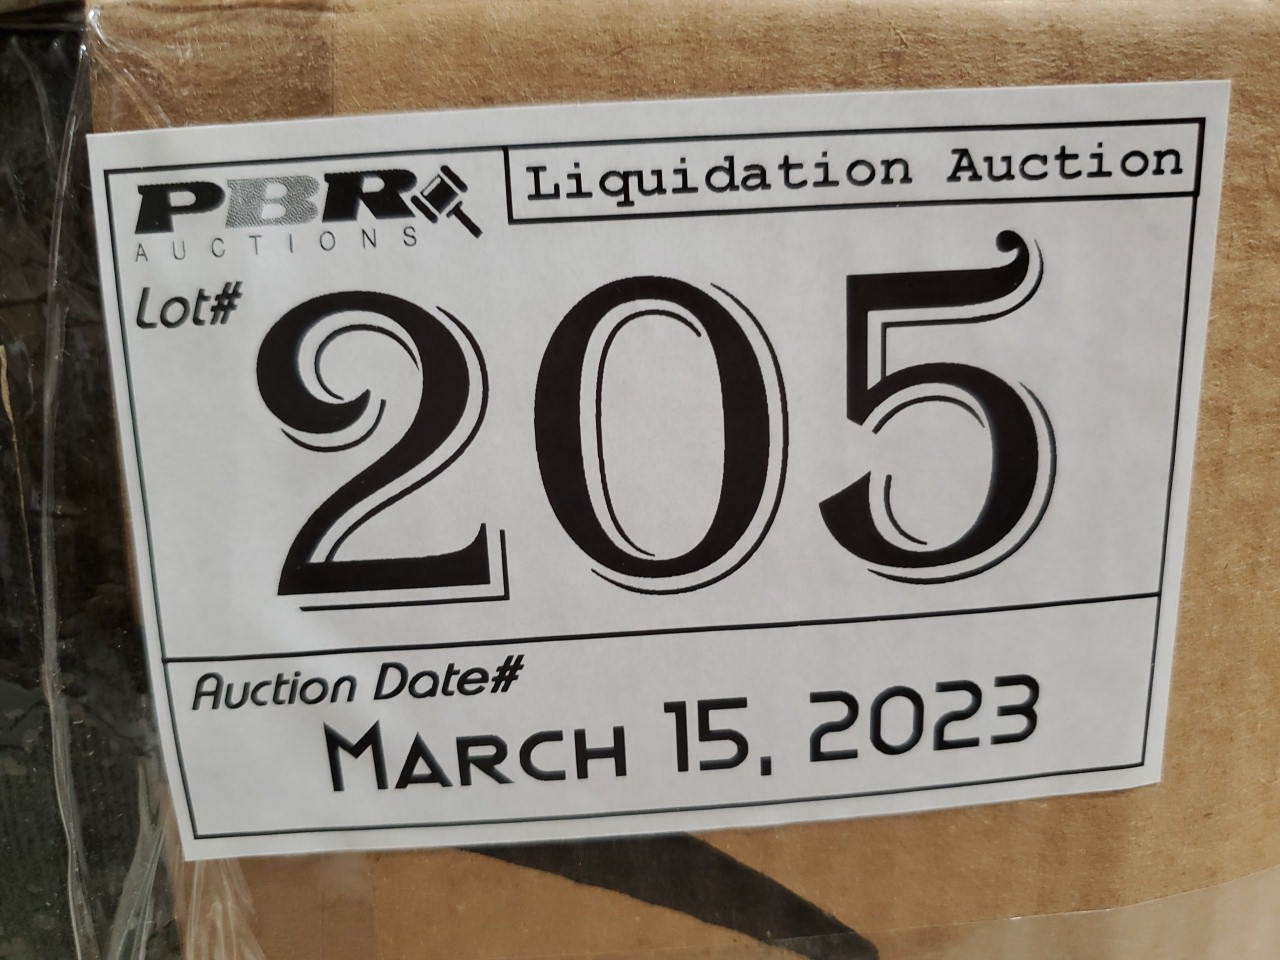 PBR
AUCTIONS
Liquidation Auction
Lot#
205
Auction Date#
March 15, 2023